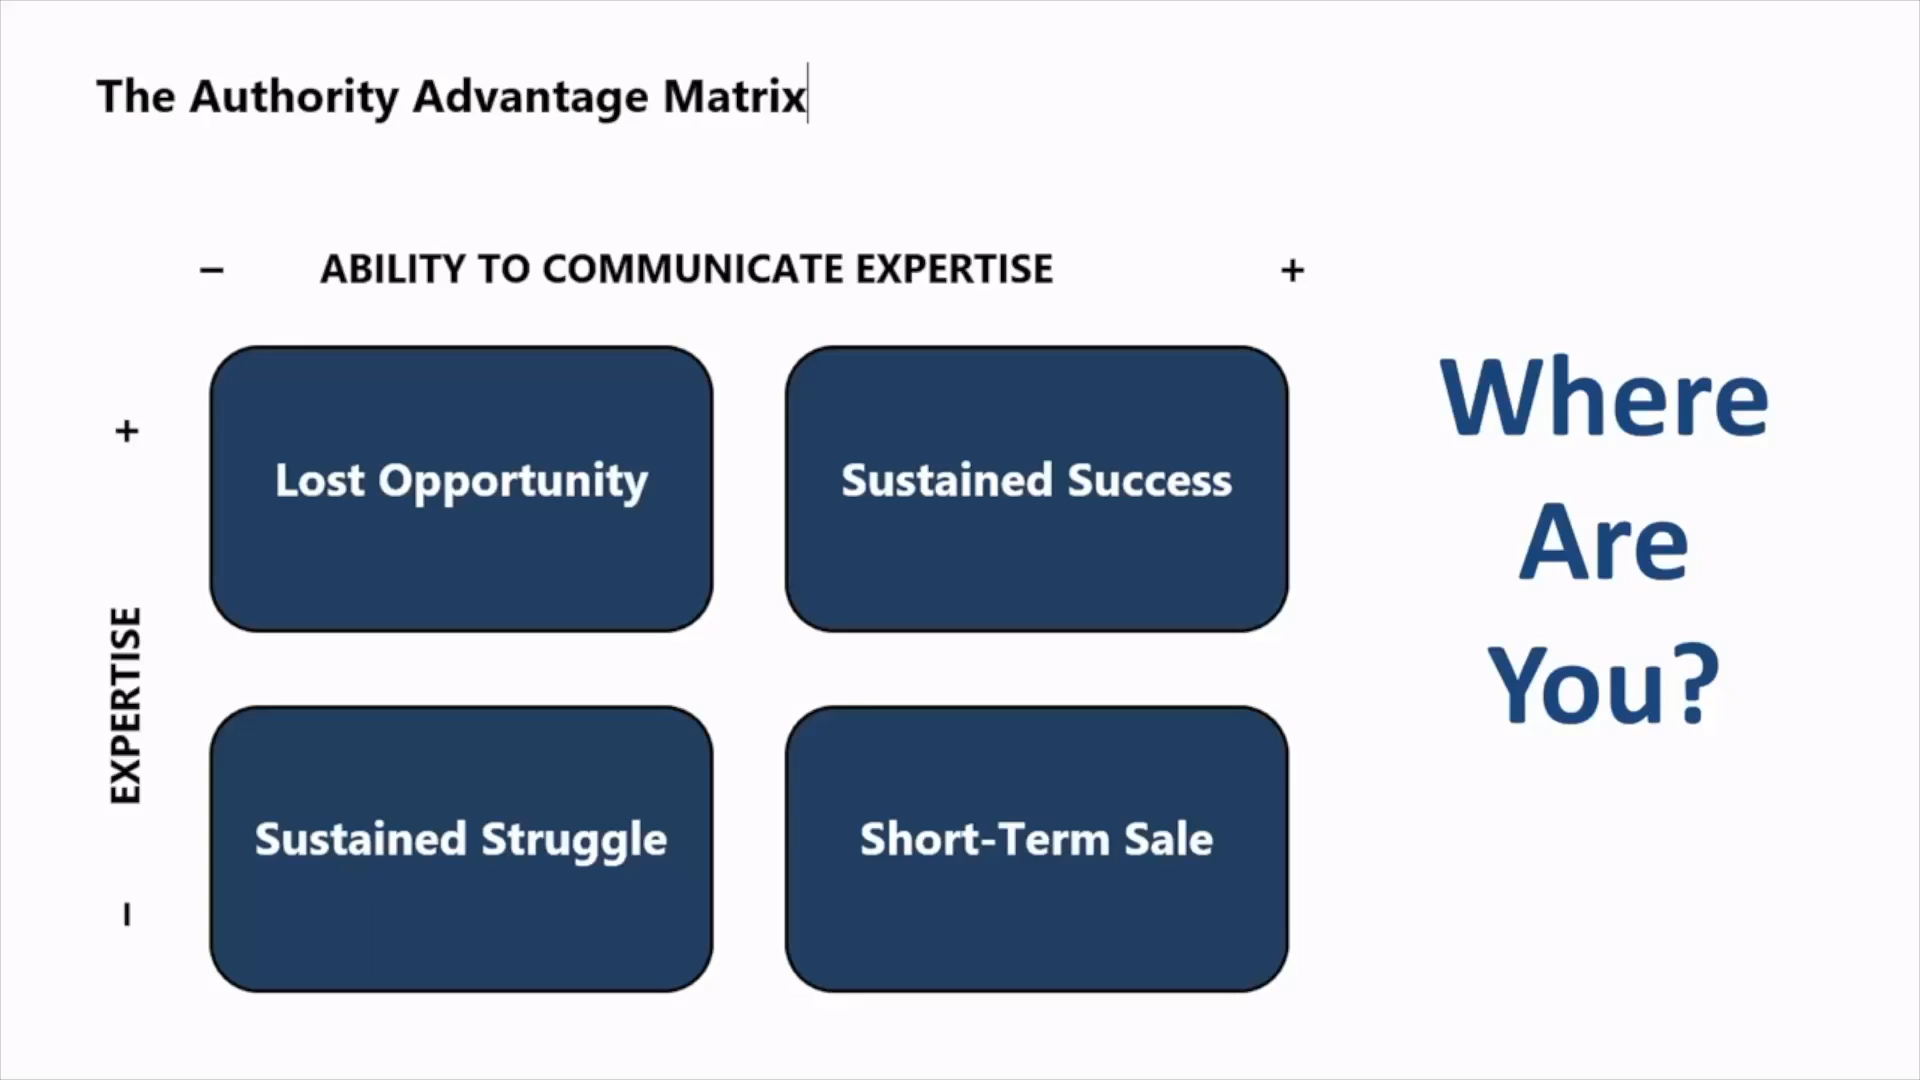 The Authority Advantage Matrix
– ABILITY TO COMMUNICATE EXPERTISE +
+
EXPERTISE
–
Lost Opportunity
Sustained Success
Sustained Struggle
Short-Term Sale
Where
Are
You?